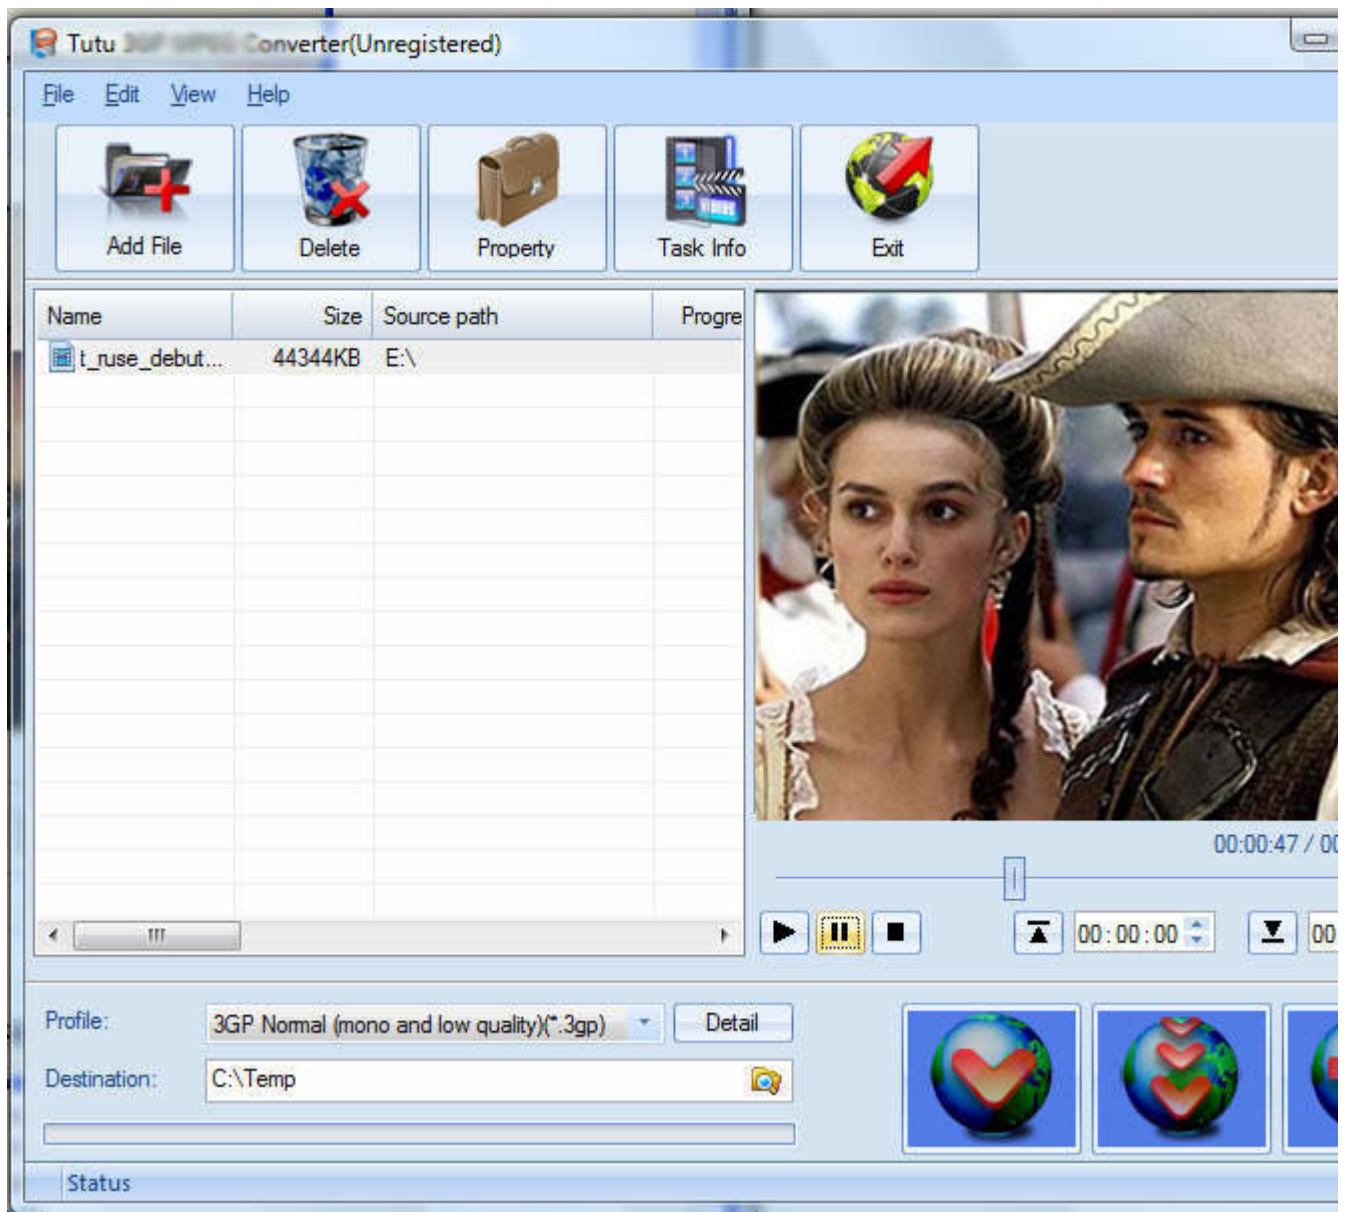 Tutu Converter(Unregistered)
File Edit View Help
Add File Delete Property Task Info Exit
Name Size Source path Progre
t_ruse_debut... 44344KB E:\
00:00:47 / 00
00:00:00 00
Profile: 3GP Normal (mono and low quality)(*.3gp) Detail
Destination: C:\Temp
Status